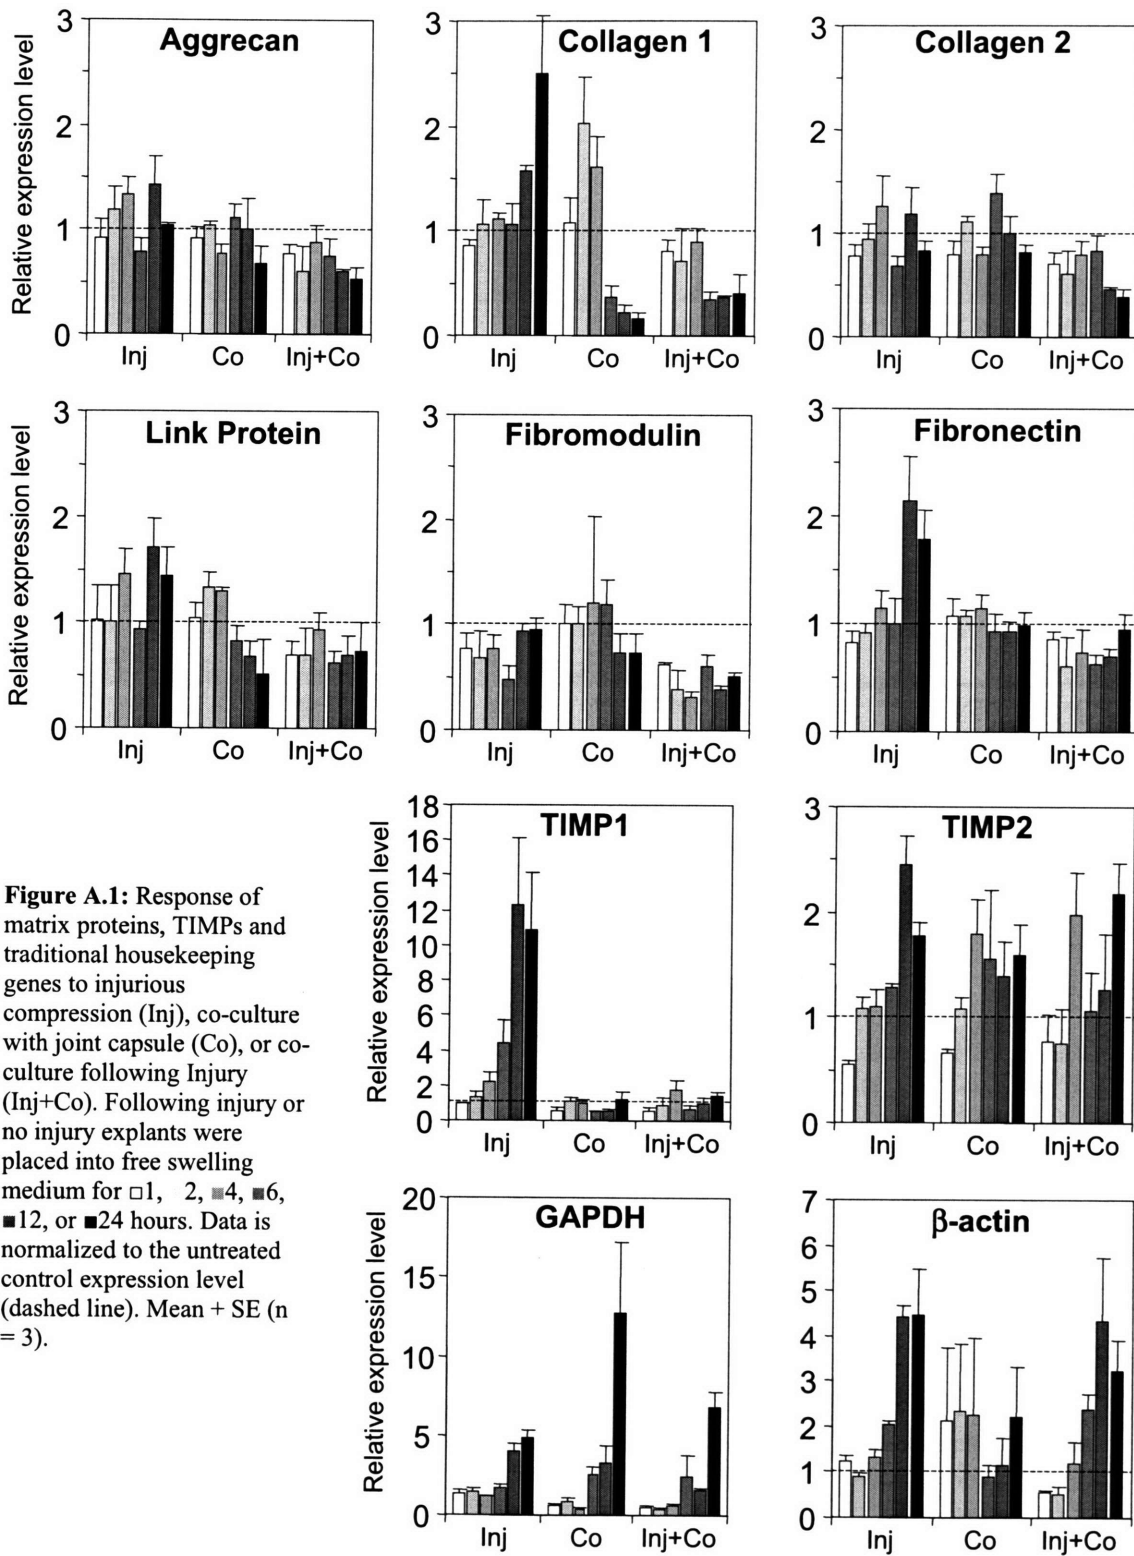 Aggrecan
Collagen 1
Collagen 2
Relative expression level
3
2
1
0
Inj Co Inj+Co
3
2
1
0
Inj Co Inj+Co
3
2
1
0
Inj Co Inj+Co
Link Protein
Fibromodulin
Fibronectin
Relative expression level
3
2
1
0
Inj Co Inj+Co
3
2
1
0
Inj Co Inj+Co
3
2
1
0
Inj Co Inj+Co
TIMP1
TIMP2
Relative expression level
18
16
14
12
10
8
6
4
2
0
Inj Co Inj+Co
3
2
1
0
Inj Co Inj+Co
Figure A.1: Response of
matrix proteins, TIMPs and
traditional housekeeping
genes to injurious
compression (Inj), co-culture
with joint capsule (Co), or co-
culture following Injury
(Inj+Co). Following injury or
no injury explants were
placed into free swelling
medium for □1, 2, ■4, ■6,
■12, or ■24 hours. Data is
normalized to the untreated
control expression level
(dashed line). Mean + SE (n
= 3).
GAPDH
β-actin
Relative expression level
20
15
10
5
0
Inj Co Inj+Co
7
6
5
4
3
2
1
0
Inj Co Inj+Co